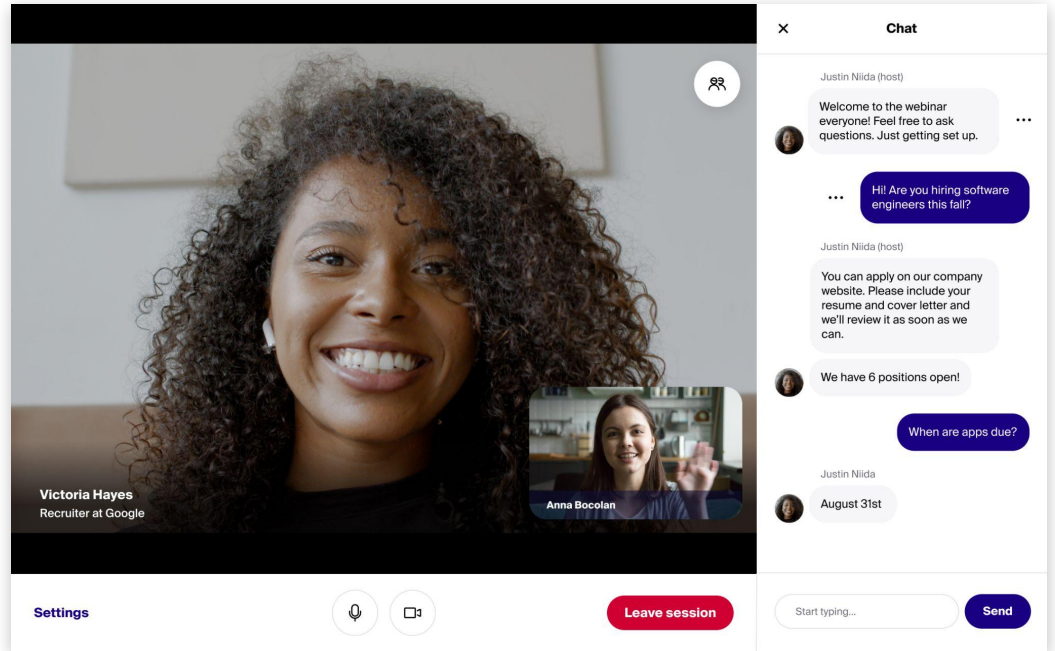 Victoria Hayes
Recruiter at Google
Anna Bocolan
Settings
Leave session
Chat
Justin Niida (host)
Welcome to the webinar
everyone! Feel free to ask
questions. Just getting set up.
Hi! Are you hiring software
engineers this fall?
Justin Niida (host)
You can apply on our company
website. Please include your
resume and cover letter and
we'll review it as soon as we
can.
We have 6 positions open!
When are apps due?
Justin Niida
August 31st
Start typing...
Send